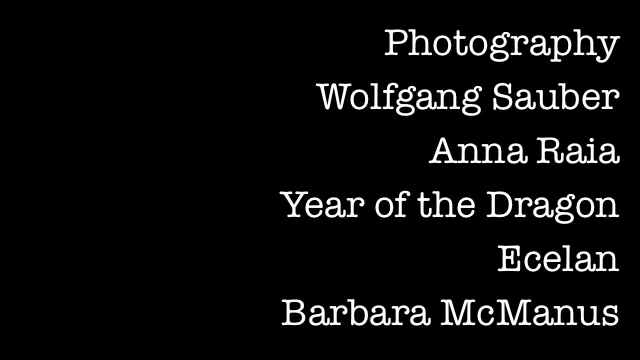 Photography
Wolfgang Sauber
Anna Raia
Year of the Dragon
Ecelan
Barbara McManus